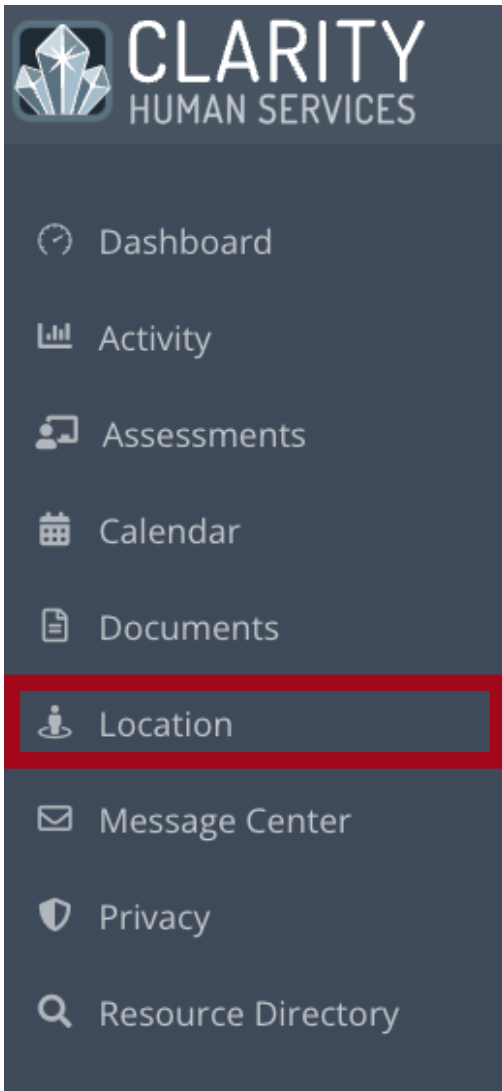 CLARITY
HUMAN SERVICES
Dashboard
Activity
Assessments
Calendar
Documents
Location
Message Center
Privacy
Resource Directory